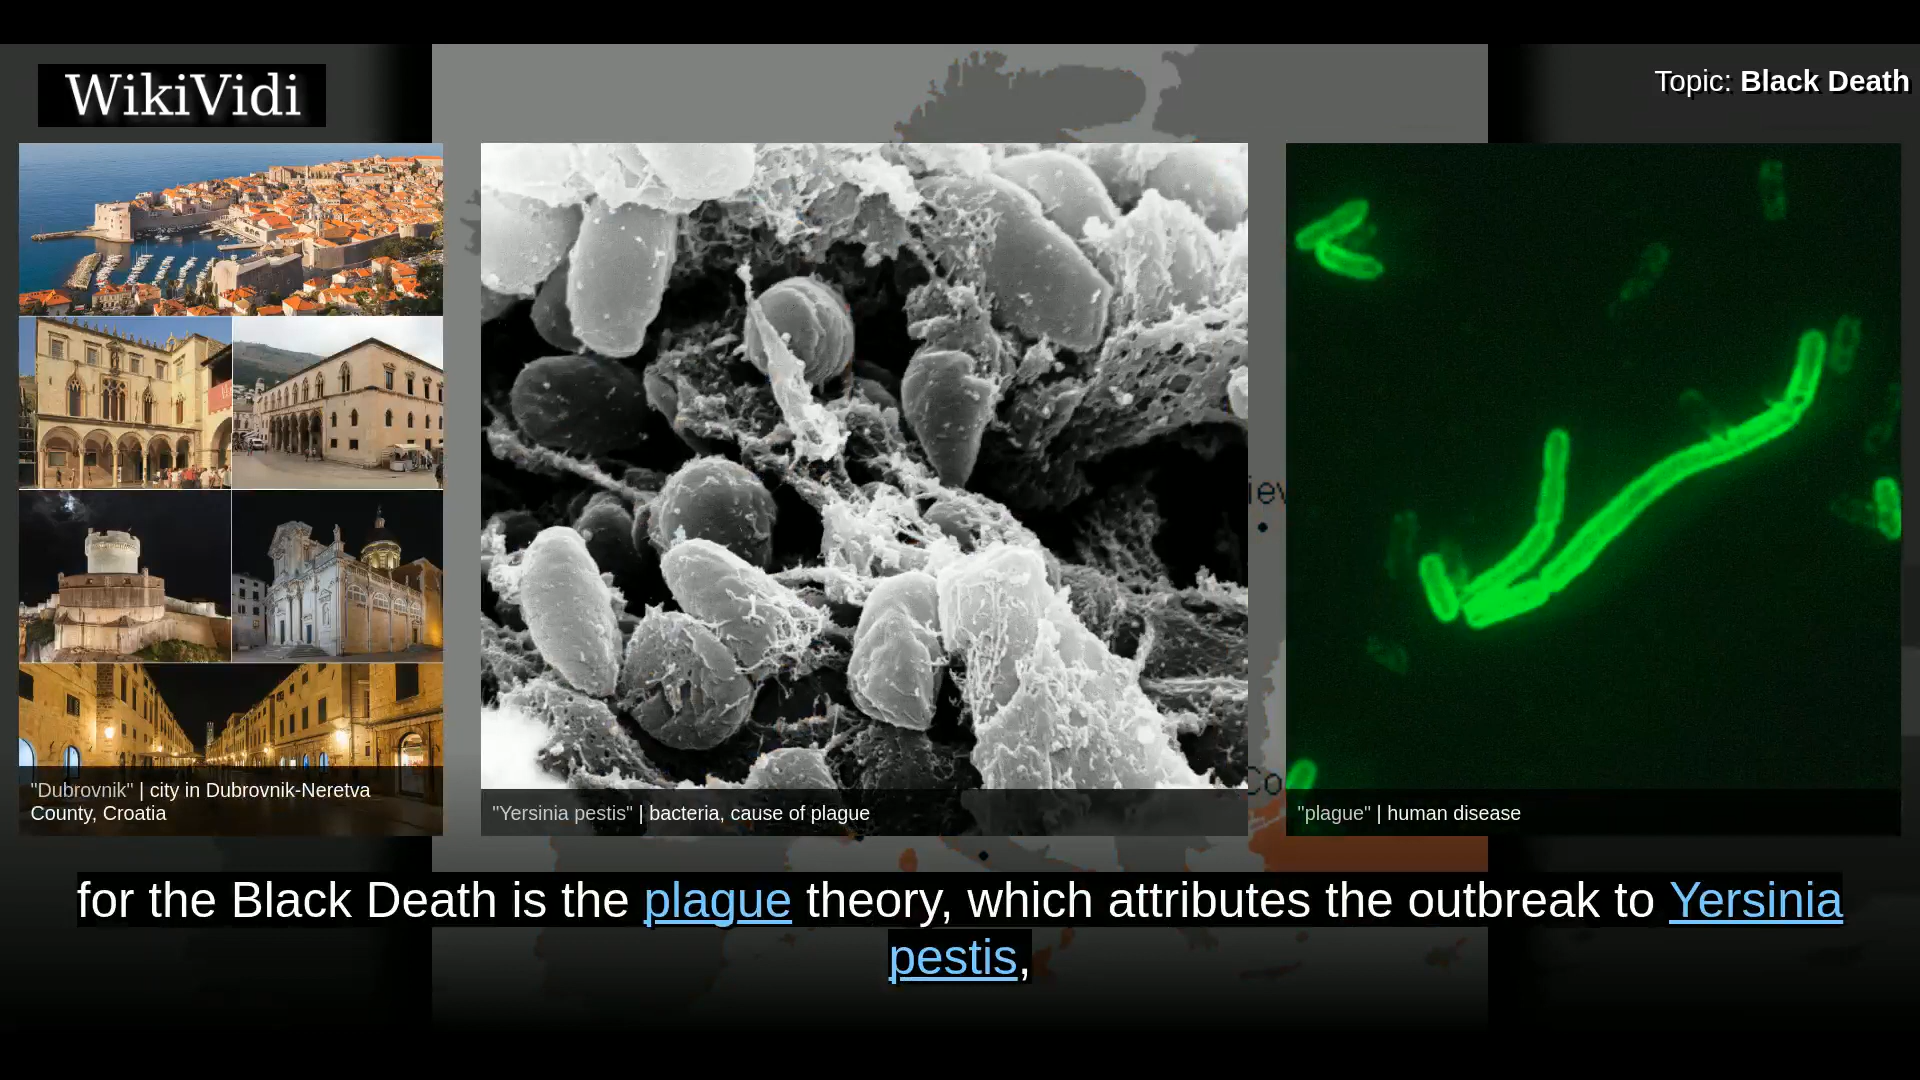 WikiVidi
Topic: Black Death
"Dubrovnik" | city in Dubrovnik-Neretva
County, Croatia
"Yersinia pestis" | bacteria, cause of plague
"plague" | human disease
for the Black Death is the plague theory, which attributes the outbreak to Yersinia
pestis,